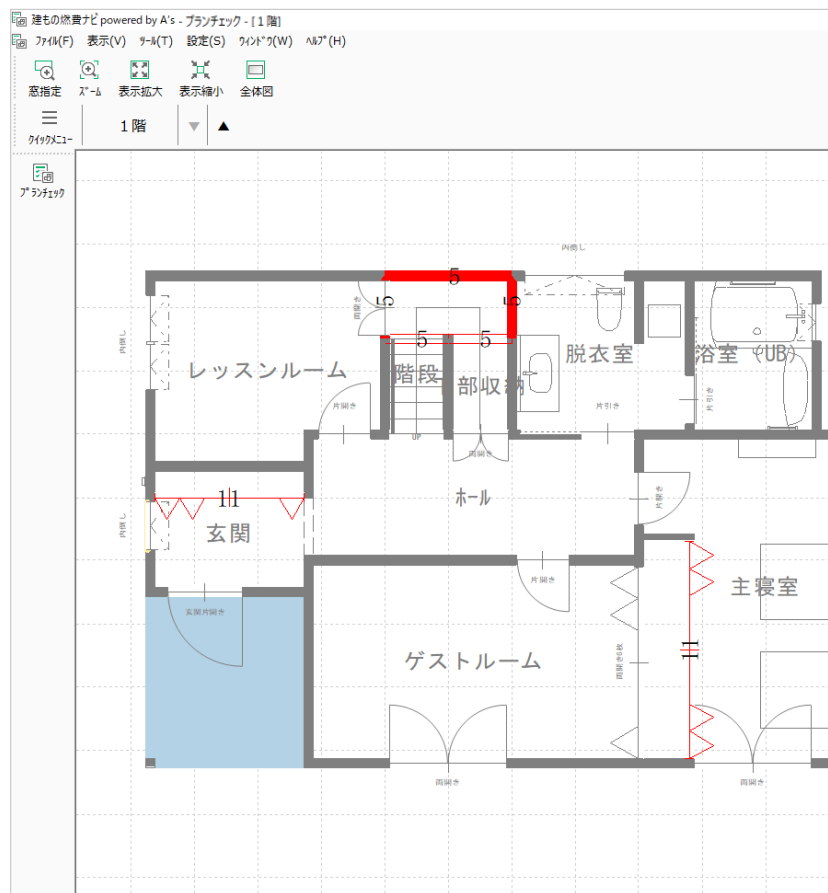 建もの燃費ナビ powered by A's - プランチェック - [１階]
ファイル(F) 表示(V) ツール(T) 設定(S) ウィンドウ(W) ヘルプ(H)
窓指定 ズーム 表示拡大 表示縮小 全体図
クイックメニュー １階
プランチェック
内倒し
5
5 5
両開き
5 5
内倒し
レッスンルーム
階段
部収納
脱衣室
浴室 (UB)
片開き
片引き
片引き
UP
両開き
11
ホール
片開き
内倒し
玄関
片開き
主寝室
玄関片開き
ゲストルーム
両開き6枚
11
両開き
両開き